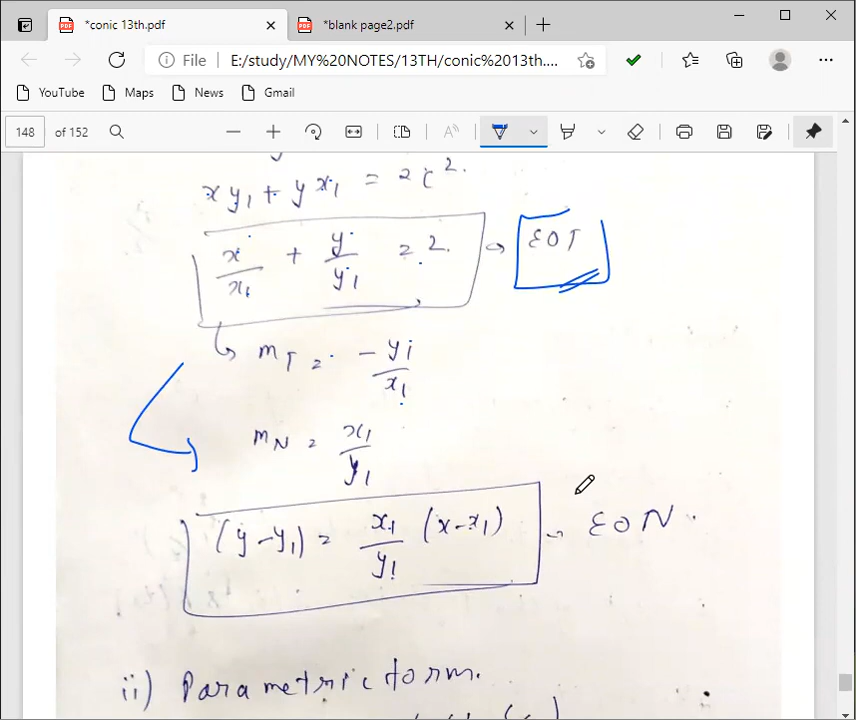 *conic 13th.pdf
*blank page2.pdf
File E:/study/MY%20NOTES/13TH/conic%2013th....
YouTube Maps News Gmail
148 of 152
xy₁ + yx₁ = 2c².
x/x₁ + y/y₁ = 2. → EOT
m_T = -y₁/x₁
m_N = x₁/y₁
(y-y₁) = x₁/y₁ (x-x₁) → EON.
ii) Parametric form.